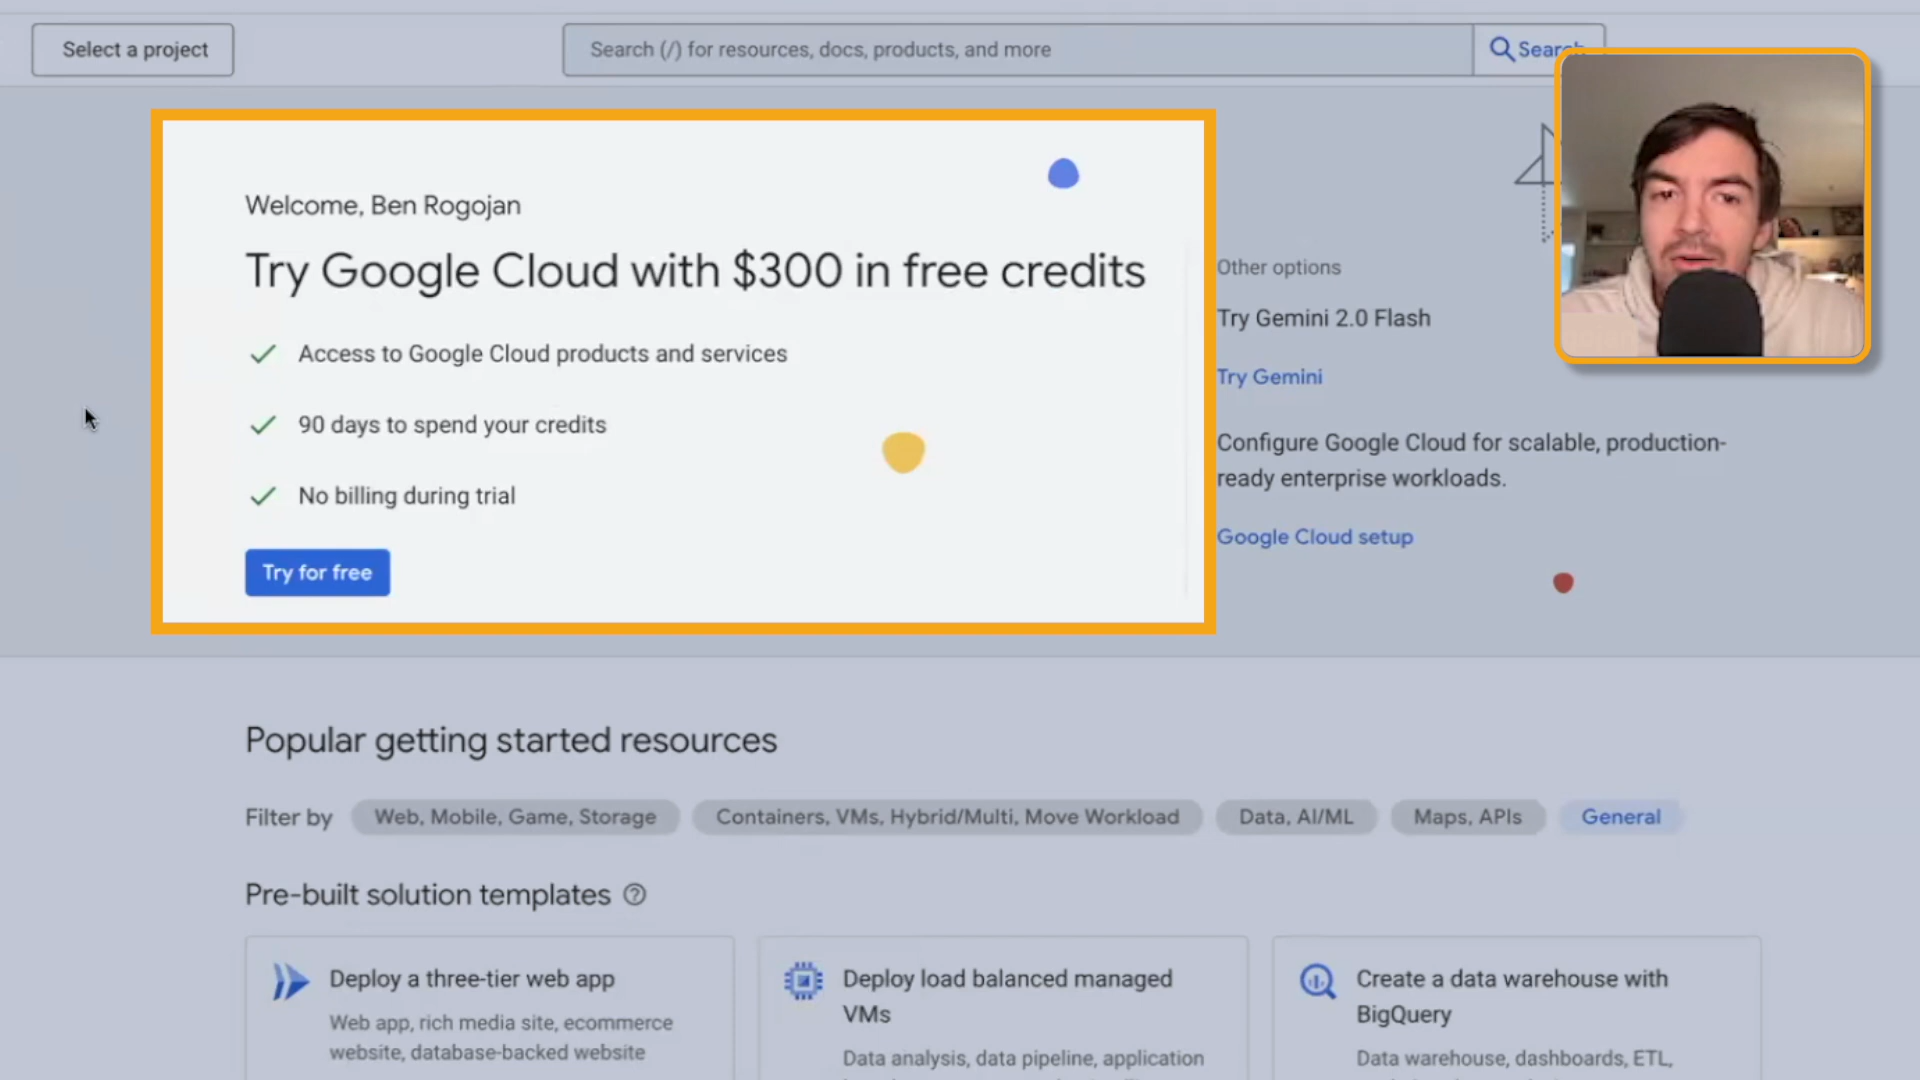 Select a project
Search (/) for resources, docs, products, and more
Search
Welcome, Ben Rogojan
Try Google Cloud with $300 in free credits
Access to Google Cloud products and services
90 days to spend your credits
No billing during trial
Try for free
Other options
Try Gemini 2.0 Flash
Try Gemini
Configure Google Cloud for scalable, production-
ready enterprise workloads.
Google Cloud setup
Popular getting started resources
Filter by
Web, Mobile, Game, Storage
Containers, VMs, Hybrid/Multi, Move Workload
Data, AI/ML
Maps, APIs
General
Pre-built solution templates
Deploy a three-tier web app
Web app, rich media site, ecommerce
website, database-backed website
Deploy load balanced managed
VMs
Data analysis, data pipeline, application
Create a data warehouse with
BigQuery
Data warehouse, dashboards, ETL,